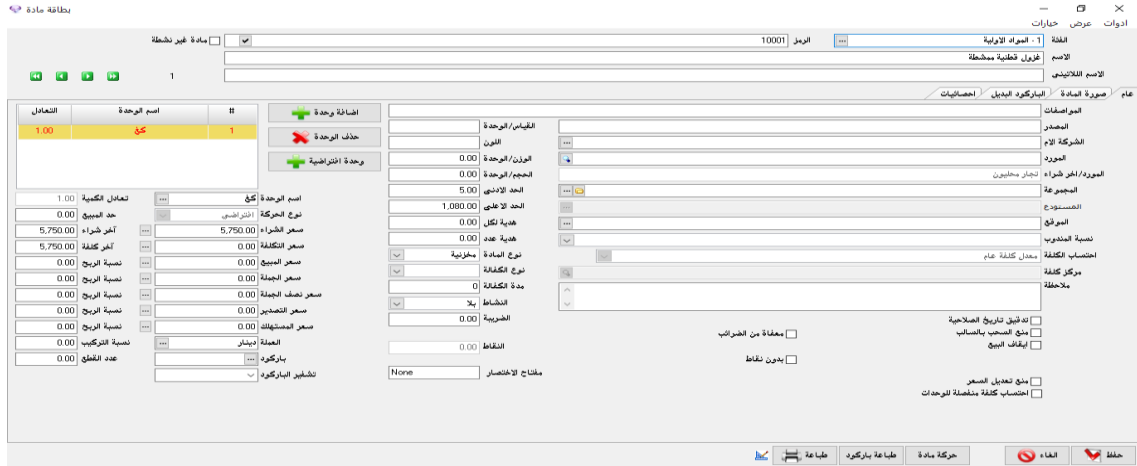 بطاقة مادة
ادوات عرض خيارات
الفئة 1 - المواد الاولية ... الرمز 10001 مادة غير نشطة
الاسم غزول قطنية ممشطة
الاسم اللاتيني 1
عام صورة المادة الباركود البديل احصائيات
المواصفات
المصدر
الشركة الام ...
المورد
المورد/اخر شراء تجار محليون
المجموعة ...
المستودع ...
الموقع ...
نسبة المندوب
احتساب الكلفة معدل كلفة عام
مركز كلفة
ملاحظة
تدقيق تاريخ الصلاحية
منع السحب بالسالب
ايقاف البيع
معفاة من الضرائب
بدون نقاط
منع تعديل السعر
احتساب كلفة منفصلة للوحدات
القياس/الوحدة
اللون
الوزن/الوحدة 0.00
الحجم/الوحدة 0.00
الحد الادنى 5.00
الحد الاعلى 1,080.00
هدية لكل 0.00
هدية عدد 0.00
نوع المادة مخزنية
نوع الكفالة
مدة الكفالة 0
النشاط بلا
الضريبة 0.00
النقاط 0.00
مفتاح الاختصار None
اضافة وحدة
حذف الوحدة
وحدة افتراضية
# اسم الوحدة التعادل
1 كغ 1.00
اسم الوحدة كغ ... تعادل الكمية 1.00
نوع الحركة افتراضي حد المبيع 0.00
سعر الشراء 5,750.00 ... آخر شراء 5,750.00
سعر التكلفة 0.00 ... آخر كلفة 5,750.00
سعر المبيع 0.00 ... نسبة الربح 0.00
سعر الجملة 0.00 ... نسبة الربح 0.00
سعر نصف الجملة 0.00 ... نسبة الربح 0.00
سعر التصدير 0.00 ... نسبة الربح 0.00
سعر المستهلك 0.00 ... نسبة الربح 0.00
العملة دينار ... نسبة التركيب 0.00
باركود ... عدد القطع 0.00
تشفير الباركود
حفظ الغاء حركة مادة طباعة باركود طباعة